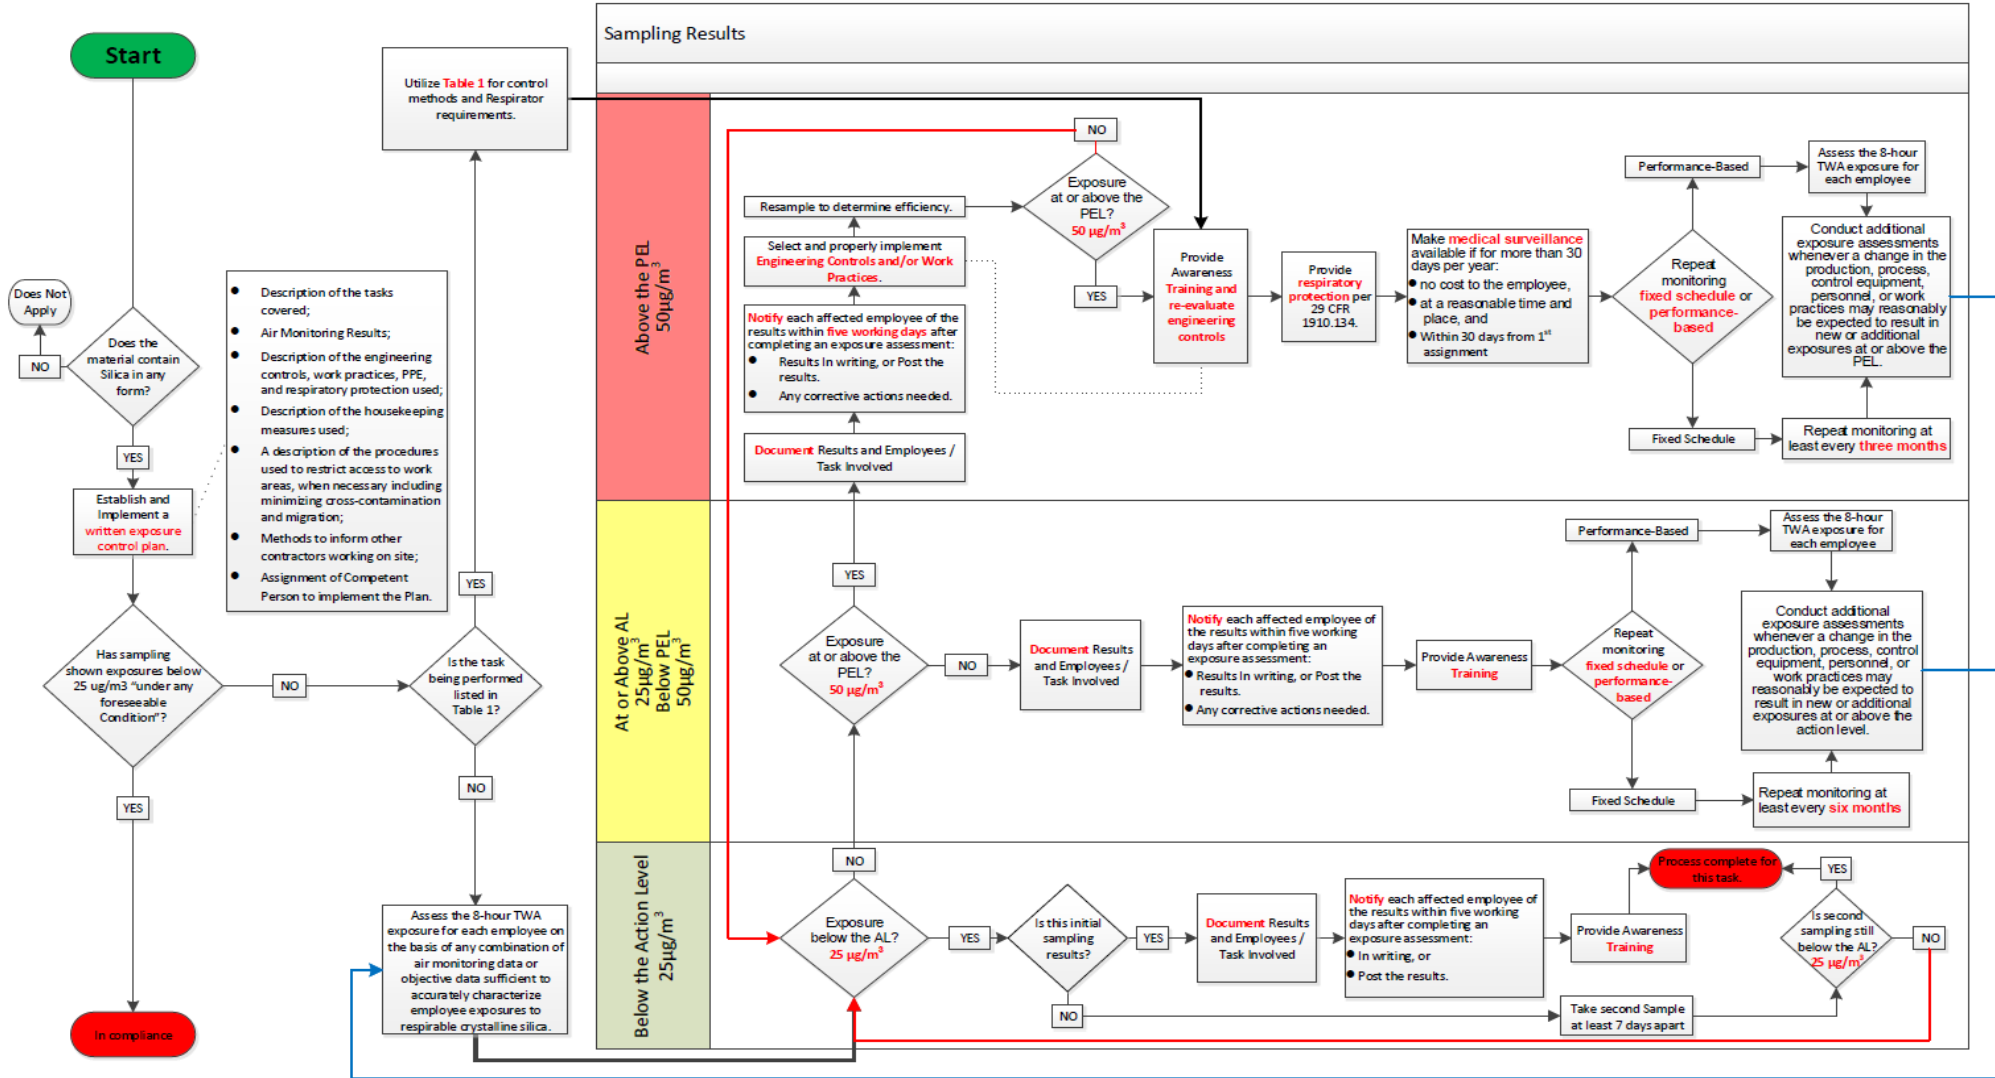 Start
Does Not
Apply
NO
Does the
material contain
Silica in any
form?
YES
Establish and
Implement a
written exposure
control plan.
Has sampling
shown exposures below
25 ug/m3 "under any
foreseeable
Condition"?
YES
In compliance
NO
● Description of the tasks
covered;
● Air Monitoring Results;
● Description of the engineering
controls, work practices, PPE,
and respiratory protection used;
● Description of the housekeeping
measures used;
● A description of the procedures
used to restrict access to work
areas, when necessary including
minimizing cross-contamination
and migration;
● Methods to inform other
contractors working on site;
● Assignment of Competent
Person to implement the Plan.
Utilize Table 1 for control
methods and Respirator
requirements.
YES
Is the task
being performed
listed in
Table 1?
NO
Assess the 8-hour TWA
exposure for each employee on
the basis of any combination of
air monitoring data or
objective data sufficient to
accurately characterize
employee exposures to
respirable crystalline silica.
Sampling Results
Above the PEL
50µg/m³
NO
Exposure
at or above the
PEL?
50 µg/m³
YES
Resample to determine efficiency.
Select and properly implement
Engineering Controls and/or Work
Practices.
Notify each affected employee of the
results within five working days after
completing an exposure assessment:
● Results In writing, or Post the
results.
● Any corrective actions needed.
Document Results and Employees /
Task Involved
Provide
Awareness
Training and
re-evaluate
engineering
controls
Provide
respiratory
protection per
29 CFR
1910.134.
Make medical surveillance
available if for more than 30
days per year:
● no cost to the employee,
● at a reasonable time and
place, and
● Within 30 days from 1st
assignment
Repeat
monitoring
fixed schedule or
performance-
based
Performance-Based
Assess the 8-hour
TWA exposure for
each employee
Conduct additional
exposure assessments
whenever a change in the
production, process,
control equipment,
personnel, or work
practices may reasonably
be expected to result in
new or additional
exposures at or above the
PEL.
Fixed Schedule
Repeat monitoring at
least every three months
At or Above AL
25µg/m³
Below PEL
50µg/m³
YES
Exposure
at or above the
PEL?
50 µg/m³
NO
Document Results
and Employees /
Task Involved
Notify each affected employee of
the results within five working
days after completing an
exposure assessment:
● Results In writing, or Post the
results.
● Any corrective actions needed.
Provide Awareness
Training
Repeat
monitoring
fixed schedule or
performance-
based
Performance-Based
Assess the 8-hour
TWA exposure for
each employee
Conduct additional
exposure assessments
whenever a change in the
production, process, control
equipment, personnel, or
work practices may
reasonably be expected to
result in new or additional
exposures at or above the
action level.
Fixed Schedule
Repeat monitoring at
least every six months
Below the Action Level
25µg/m³
NO
Exposure
below the AL?
25 µg/m³
YES
Is this initial
sampling
results?
YES
Document Results
and Employees /
Task Involved
Notify each affected employee of
the results within five working
days after completing an
exposure assessment:
● In writing, or
● Post the results.
Provide Awareness
Training
Process complete for
this task.
YES
Is second
sampling still
below the AL?
25 µg/m³
NO
NO
Take second Sample
at least 7 days apart